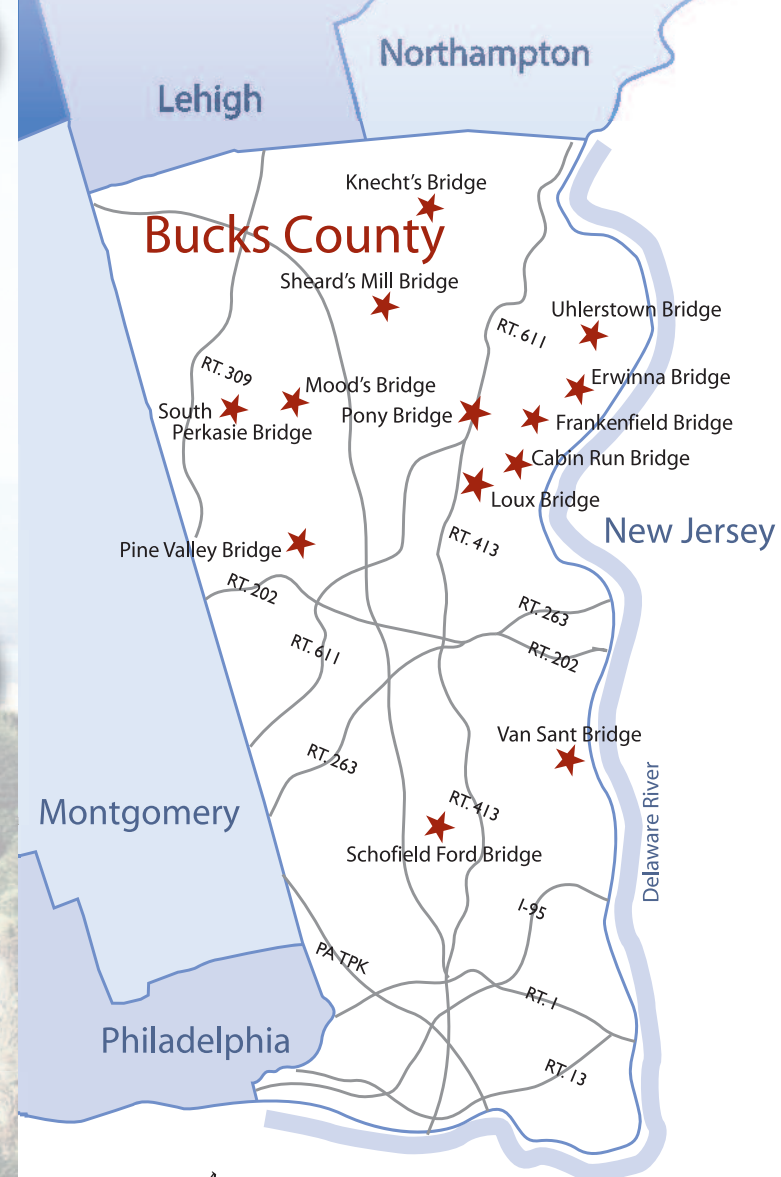 Northampton
Lehigh
Knecht's Bridge
Bucks County
Sheard's Mill Bridge
Uhlerstown Bridge
RT. 611
RT. 309
Mood's Bridge
Erwinna Bridge
South
Perkasie Bridge
Pony Bridge
Frankenfield Bridge
Cabin Run Bridge
Loux Bridge
New Jersey
RT. 413
Pine Valley Bridge
RT. 202
RT. 263
RT. 611
RT. 202
Van Sant Bridge
RT. 263
Delaware River
Montgomery
RT. 413
Schofield Ford Bridge
I-95
PA TPK
RT. 1
Philadelphia
RT. 13